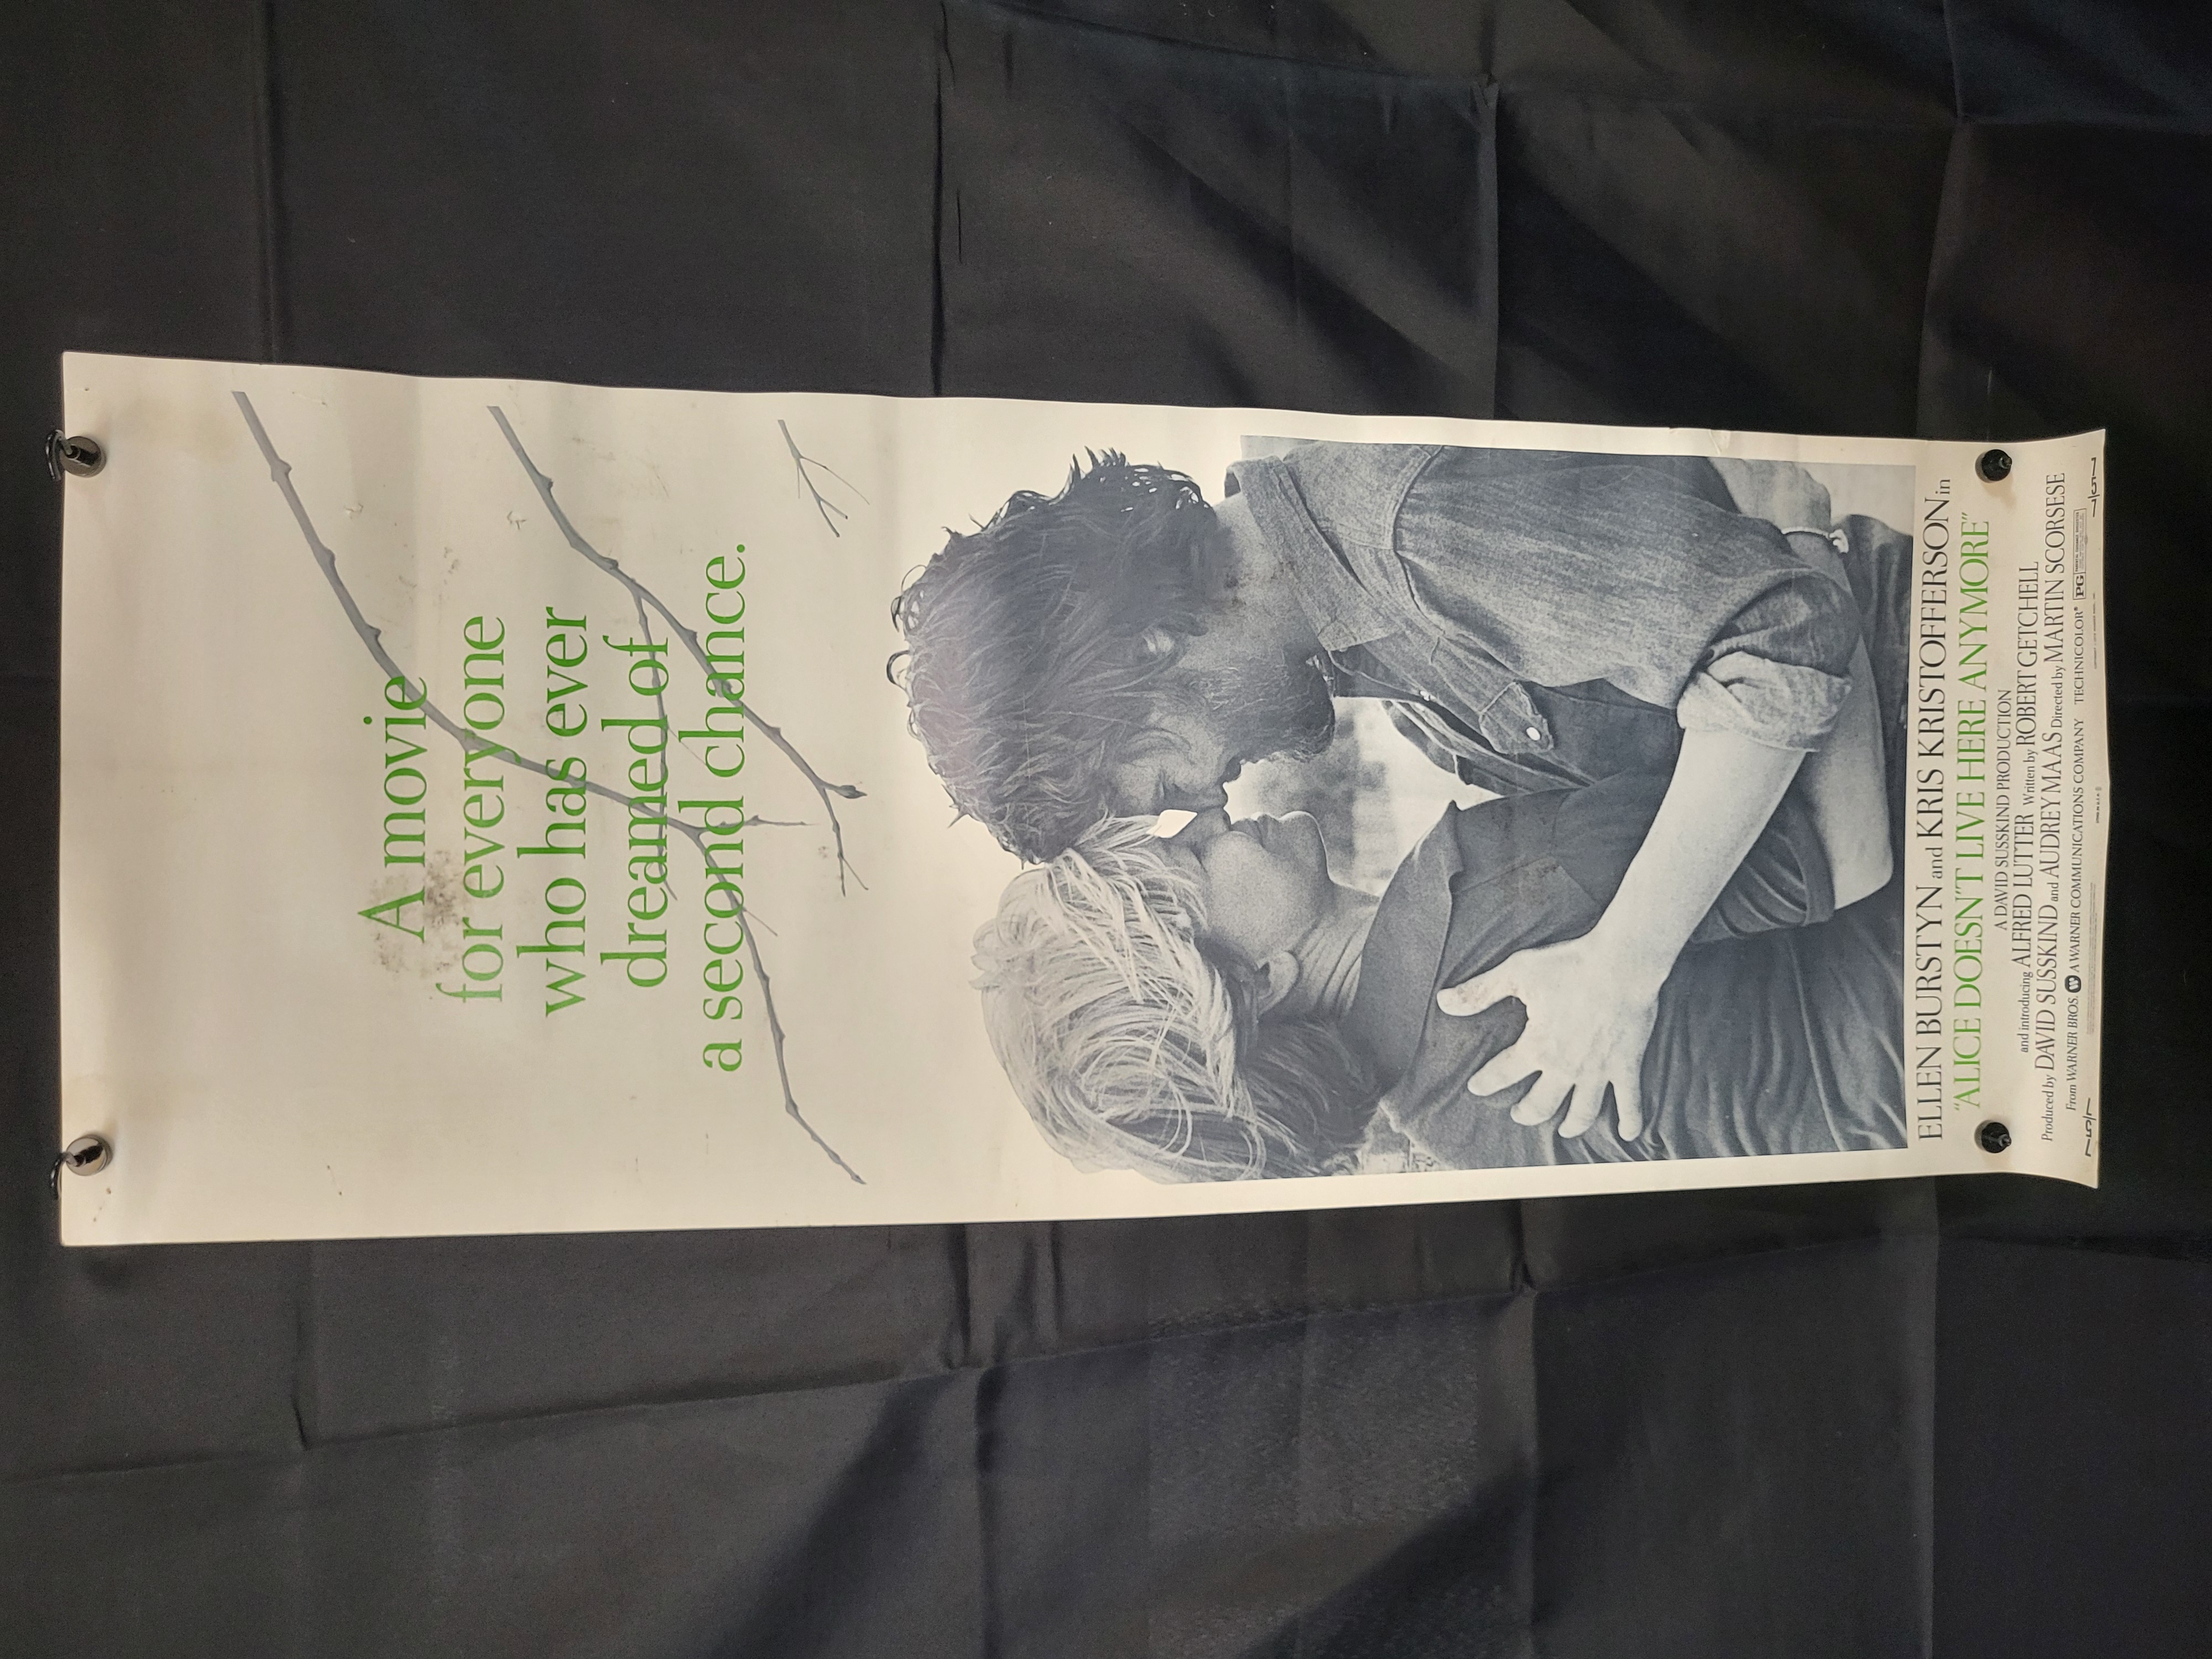 A movie
for everyone
who has ever
dreamed of
a second chance.
ELLEN BURSTYN and KRIS KRISTOFFERSON in
"ALICE DOESN'T LIVE HERE ANYMORE"
A DAVID SUSSKIND PRODUCTION
and introducing ALFRED LUTTER Written by ROBERT GETCHELL
Produced by DAVID SUSSKIND and AUDREY MAAS Directed by MARTIN SCORSESE
From WARNER BROS. A WARNER COMMUNICATIONS COMPANY TECHNICOLOR® PG